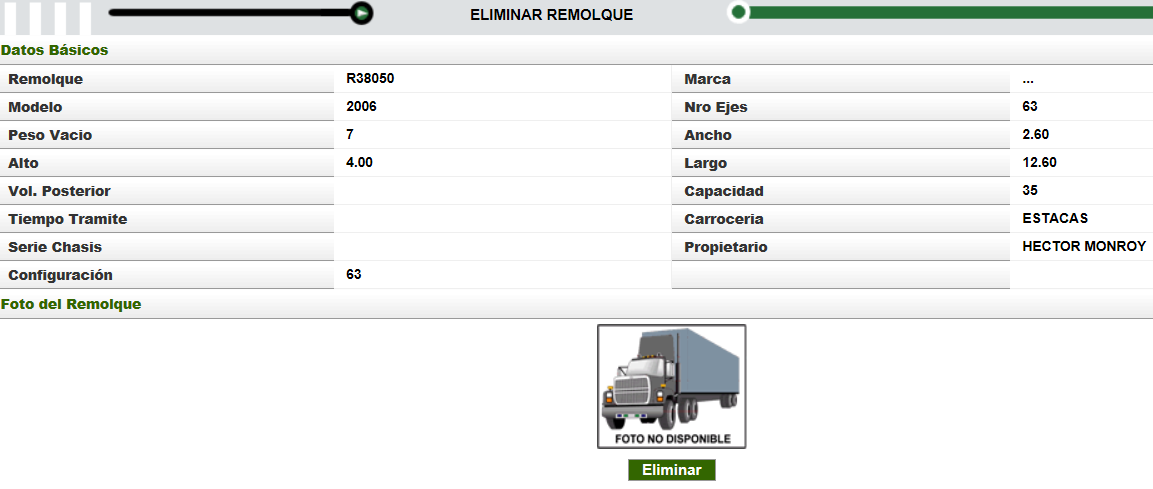 ELIMINAR REMOLQUE
Datos Básicos
Remolque R38050 Marca ...
Modelo 2006 Nro Ejes 63
Peso Vacio 7 Ancho 2.60
Alto 4.00 Largo 12.60
Vol. Posterior Capacidad 35
Tiempo Tramite Carroceria ESTACAS
Serie Chasis Propietario HECTOR MONROY
Configuración 63
Foto del Remolque
FOTO NO DISPONIBLE
Eliminar